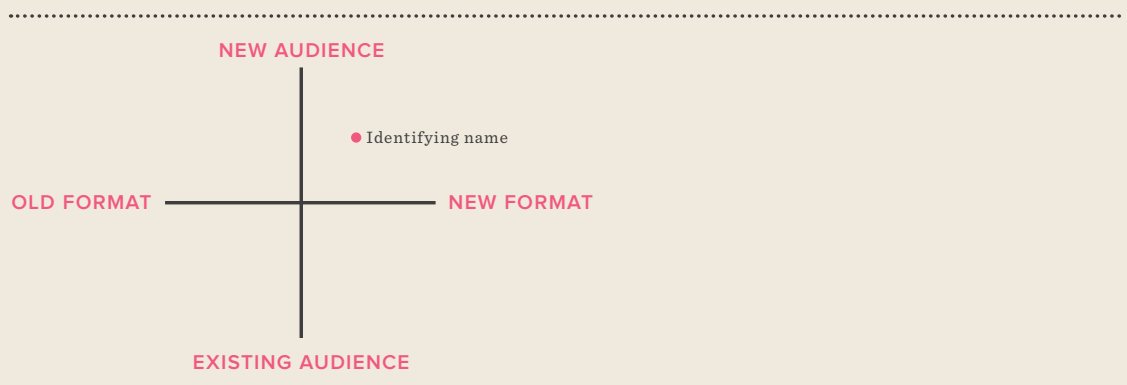 NEW AUDIENCE
Identifying name
OLD FORMAT
NEW FORMAT
EXISTING AUDIENCE